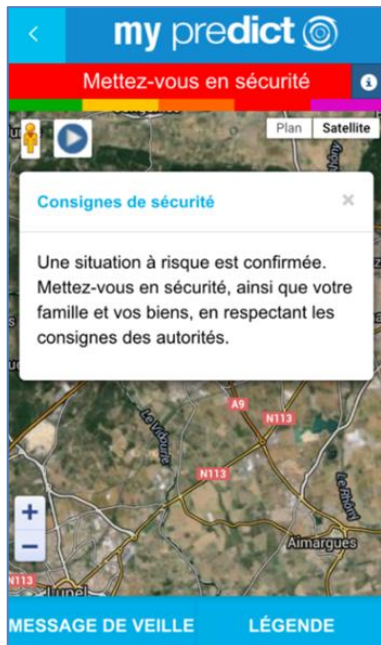 my predict
Mettez-vous en sécurité
Plan Satellite
Consignes de sécurité ×
Une situation à risque est confirmée.
Mettez-vous en sécurité, ainsi que votre
famille et vos biens, en respectant les
consignes des autorités.
A9
N113
Le Vidourle
N113
Le Rhôny
+
Aimargues
−
N113
Lunel
MESSAGE DE VEILLE LÉGENDE